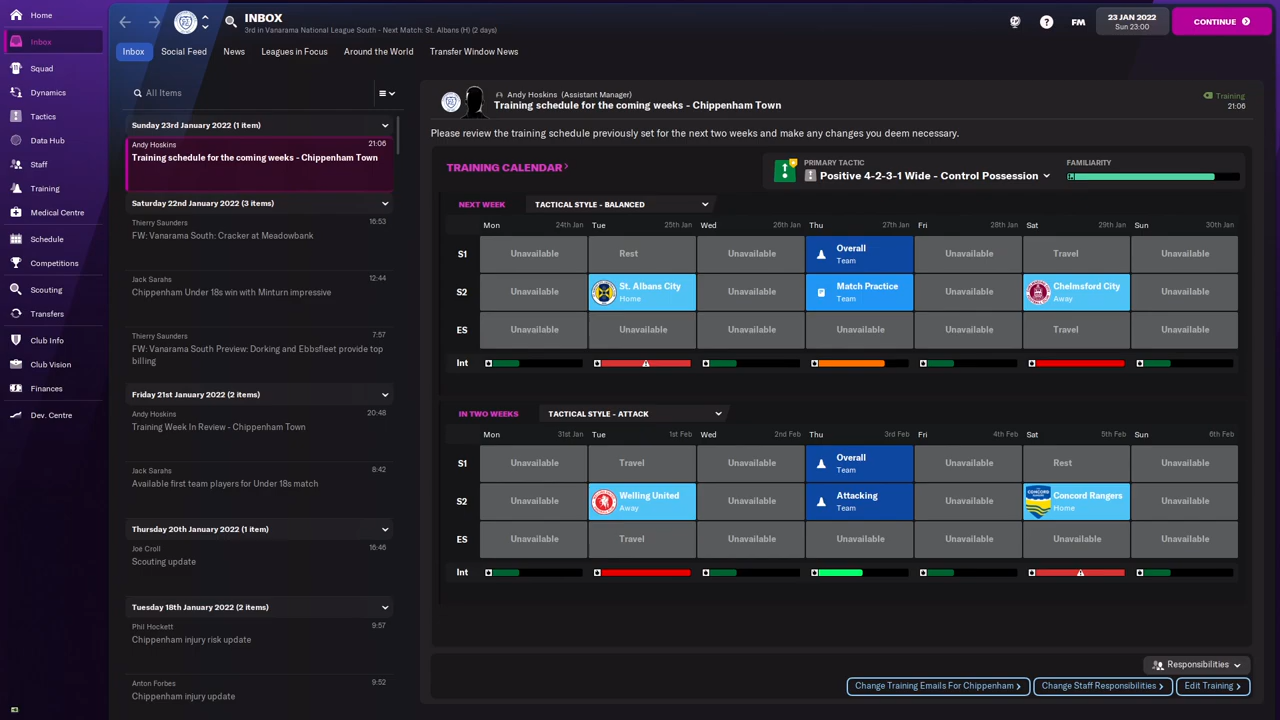 Home
Inbox
Squad
Dynamics
Tactics
Data Hub
Staff
Training
Medical Centre
Schedule
Competitions
Scouting
Transfers
Club Info
Club Vision
Finances
Dev. Centre
INBOX
3rd in Vanarama National League South - Next Match: St. Albans (H) (2 days)
FM
23 JAN 2022
Sun 23:00
CONTINUE
Inbox Social Feed News Leagues in Focus Around the World Transfer Window News
All Items
Sunday 23rd January 2022 (1 item)
Andy Hoskins 21:06
Training schedule for the coming weeks - Chippenham Town
Saturday 22nd January 2022 (3 items)
Thierry Saunders 16:53
FW: Vanarama South: Cracker at Meadowbank
Jack Sarahs 12:44
Chippenham Under 18s win with Minturn impressive
Thierry Saunders 7:57
FW: Vanarama South Preview: Dorking and Ebbsfleet provide top
billing
Friday 21st January 2022 (2 items)
Andy Hoskins 20:48
Training Week In Review - Chippenham Town
Jack Sarahs 8:42
Available first team players for Under 18s match
Thursday 20th January 2022 (1 item)
Joe Croll 16:46
Scouting update
Tuesday 18th January 2022 (2 items)
Phil Hockett 9:57
Chippenham injury risk update
Anton Forbes 9:52
Chippenham injury update
Andy Hoskins (Assistant Manager)
Training schedule for the coming weeks - Chippenham Town
Training
21:06
Please review the training schedule previously set for the next two weeks and make any changes you deem necessary.
TRAINING CALENDAR
PRIMARY TACTIC
Positive 4-2-3-1 Wide - Control Possession
FAMILIARITY
NEXT WEEK TACTICAL STYLE - BALANCED
Mon 24th Jan Tue 25th Jan Wed 26th Jan Thu 27th Jan Fri 28th Jan Sat 29th Jan Sun 30th Jan
S1 Unavailable Rest Unavailable Overall Team Unavailable Travel Unavailable
S2 Unavailable St. Albans City Home Unavailable Match Practice Team Unavailable Chelmsford City Away Unavailable
ES Unavailable Unavailable Unavailable Unavailable Unavailable Travel Unavailable
Int
IN TWO WEEKS TACTICAL STYLE - ATTACK
Mon 31st Jan Tue 1st Feb Wed 2nd Feb Thu 3rd Feb Fri 4th Feb Sat 5th Feb Sun 6th Feb
S1 Unavailable Travel Unavailable Overall Team Unavailable Rest Unavailable
S2 Unavailable Welling United Away Unavailable Attacking Team Unavailable Concord Rangers Home Unavailable
ES Unavailable Travel Unavailable Unavailable Unavailable Unavailable Unavailable
Int
Responsibilities
Change Training Emails For Chippenham Change Staff Responsibilities Edit Training